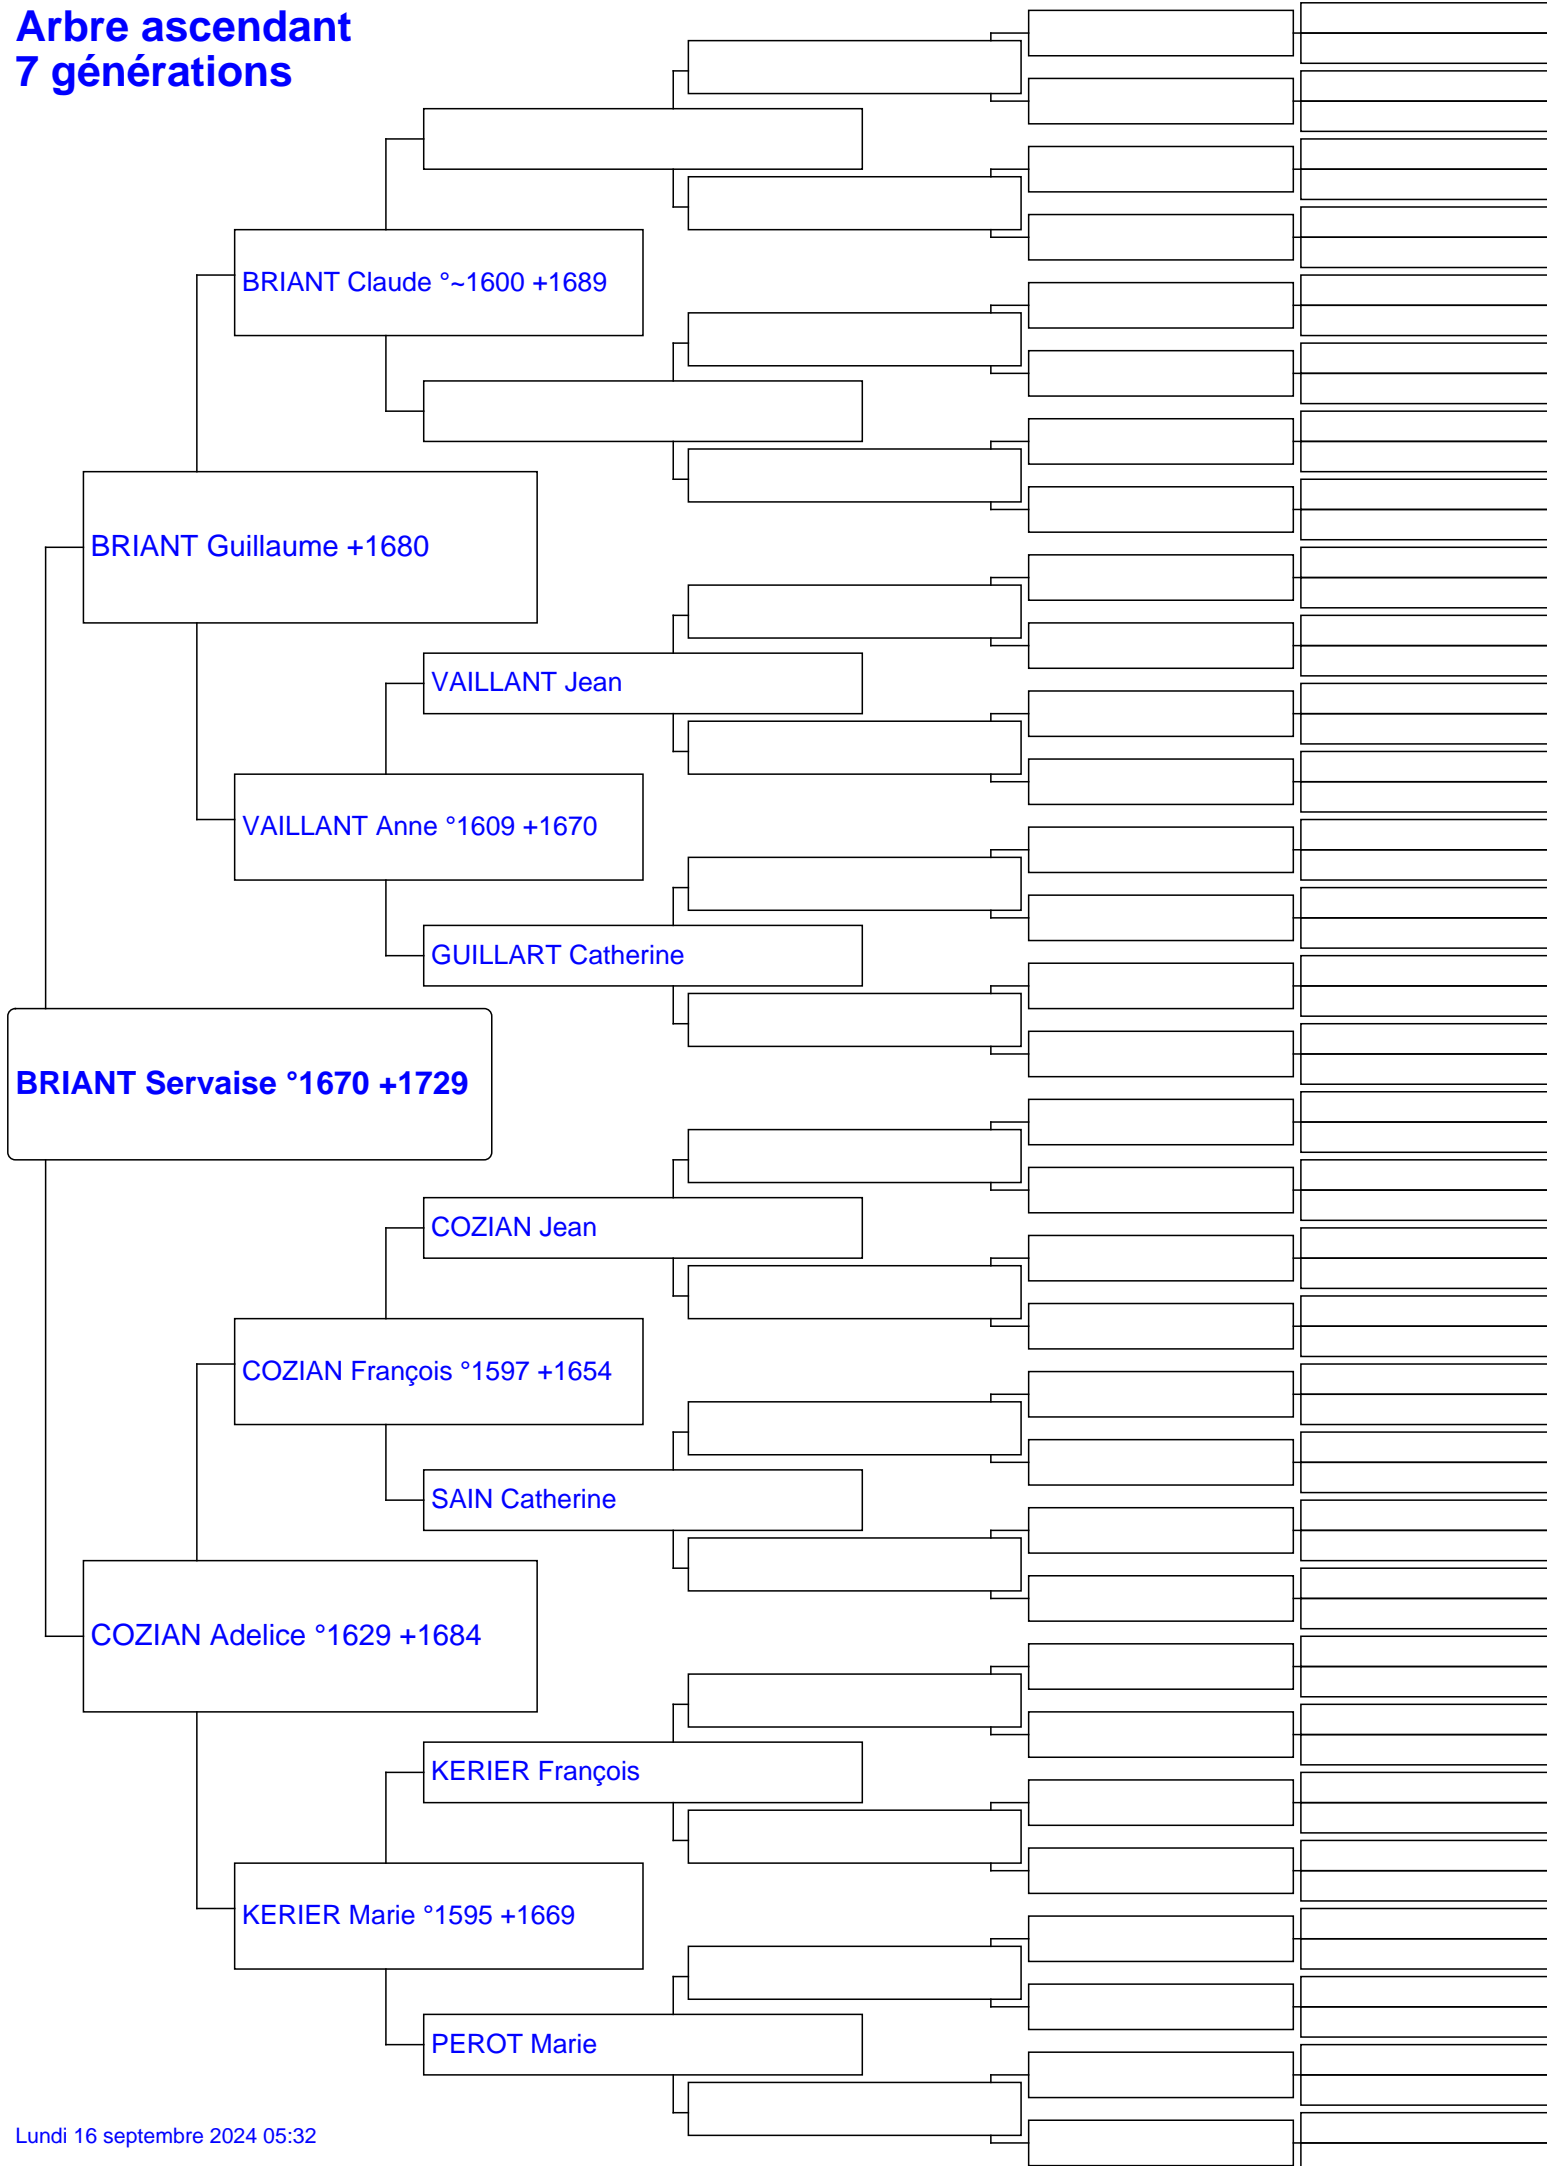 Arbre ascendant
7 générations
BRIANT Claude °~1600 +1689
BRIANT Guillaume +1680
VAILLANT Jean
VAILLANT Anne °1609 +1670
GUILLART Catherine
BRIANT Servaise °1670 +1729
COZIAN Jean
COZIAN François °1597 +1654
SAIN Catherine
COZIAN Adelice °1629 +1684
KERIER François
KERIER Marie °1595 +1669
PEROT Marie
Lundi 16 septembre 2024 05:32